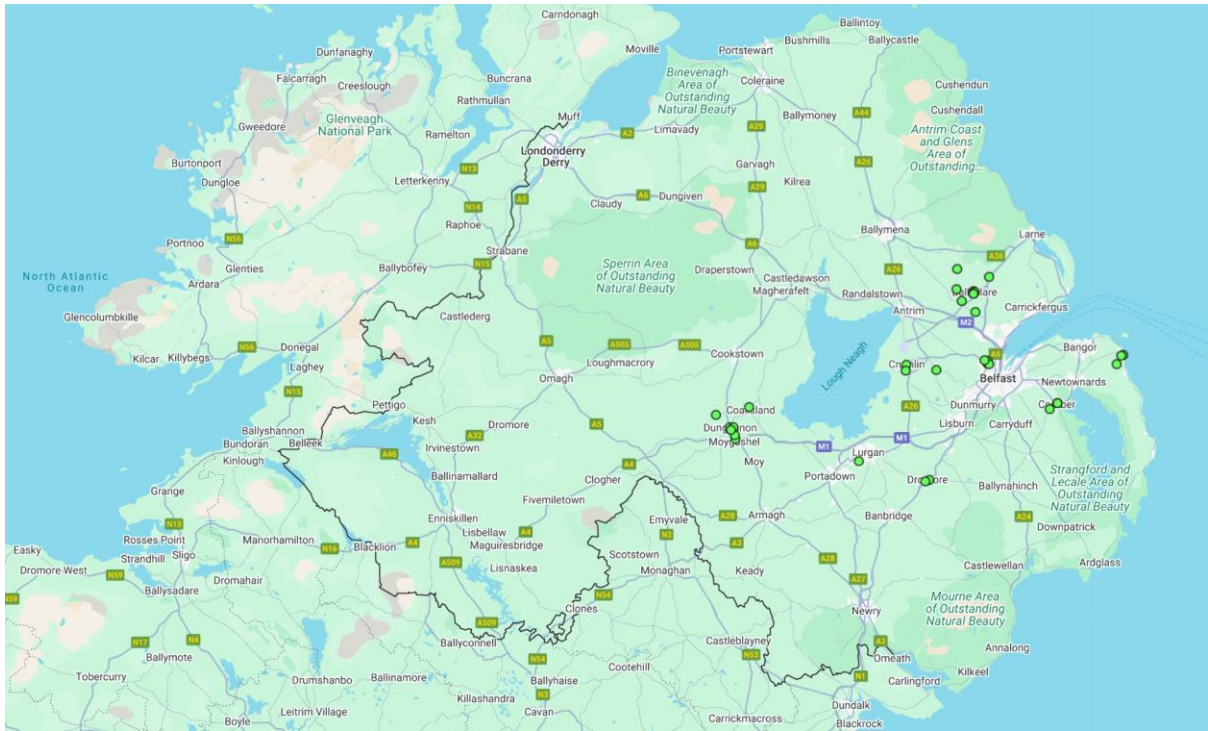 Carndonagh
Ballintoy
Dunfanaghy
Moville
Portstewart
Bushmills
Ballycastle
Falcarragh
Creeslough
Buncrana
Binevenagh
Area of
Outstanding
Natural Beauty
Coleraine
Cushendun
Gweedore
Glenveagh
National Park
Rathmullan
Muff
Ballymoney
A44
Cushendall
Ramelton
A2
Limavady
A29
Antrim Coast
and Glens
Area of
Outstanding...
Burtonport
Londonderry
Derry
A26
Dungloe
N13
Garvagh
Letterkenny
Kilrea
A29
N14
A5
Claudy
A6
Dungiven
Raphoe
Portnoo
N56
Strabane
A6
Ballymena
Larne
North Atlantic
Ocean
Glenties
Ballybofey
N15
Sperrin Area
of Outstanding
Natural Beauty
Draperstown
A26
A36
Ardara
Castledawson
Magherafelt
Randalstown
Carrickfergus
Glencolumbkille
Castlederg
Antrim
M2
Kilcar
Killybegs
N56
Donegal
A5
A505
A505
Cookstown
Lough Neagh
A6
Bangor
Laghey
Loughmacrory
Belfast
Newtownards
N15
Omagh
Dunmurry
Pettigo
A26
Lisburn
Carryduff
Ballyshannon
Kesh
Dromore
A5
Moygashel
M1
M1
Bundoran
Belleek
A32
Irvinestown
Moy
Lurgan
Kinlough
A46
A4
Portadown
Strangford and
Lecale Area of
Outstanding
Natural Beauty
Ballinamallard
Clogher
Ballynahinch
Grange
Fivemiletown
A28
Armagh
Banbridge
A24
N15
Enniskillen
Emyvale
Downpatrick
Rosses Point
Lisbellaw
A4
N2
Easky
Manorhamilton
N16
Blacklion
A4
Maguiresbridge
A3
Strandhill
Sligo
Scotstown
A28
Ardglass
Dromore West
N59
A509
Lisnaskea
Monaghan
Keady
Castlewellan
Dromahair
A27
Ballysadare
N59
N54
Mourne Area
of Outstanding
Natural Beauty
Clones
Newry
A509
N17
N4
Ballyconnell
Castleblayney
A2
Annalong
Ballymote
N54
N53
Omeath
Tobercurry
Drumshanbo
Ballinamore
Ballyhaise
Cootehill
N1
Carlingford
Kilkeel
N3
Killashandra
Dundalk
Boyle
Leitrim Village
Cavan
Carrickmacross
Blackrock